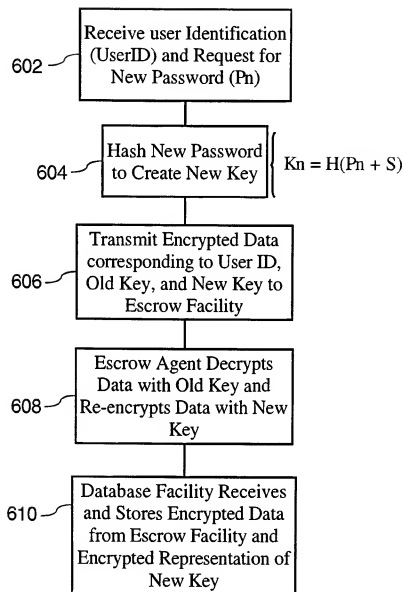 Receive user Identification
(UserID) and Request for
New Password (Pn)
602
Hash New Password
to Create New Key
Kn = H(Pn + S)
604
Transmit Encrypted Data
corresponding to User ID,
Old Key, and New Key to
Escrow Facility
606
Escrow Agent Decrypts
Data with Old Key and
Re-encrypts Data with New
Key
608
Database Facility Receives
and Stores Encrypted Data
from Escrow Facility and
Encrypted Representation of
New Key
610